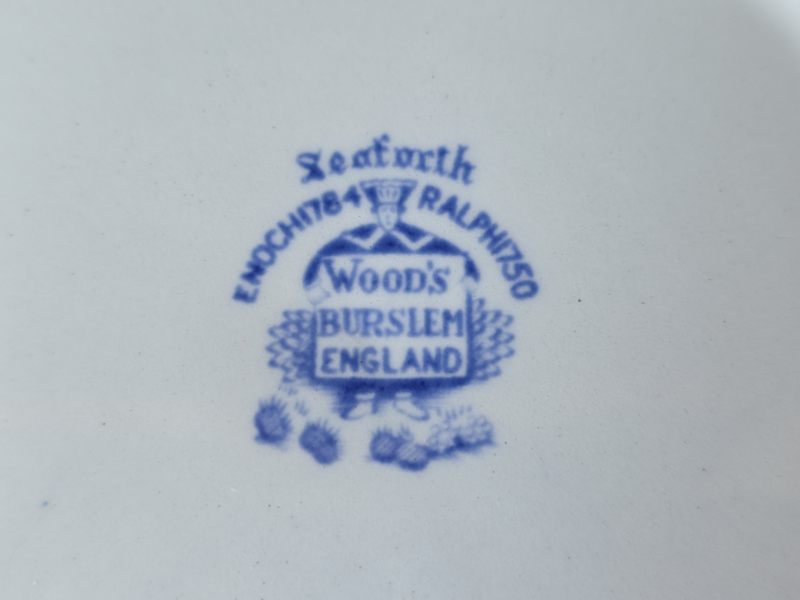 Seaforth
ENOCH 1784 RALPH 1750
WOOD'S
BURSLEM
ENGLAND